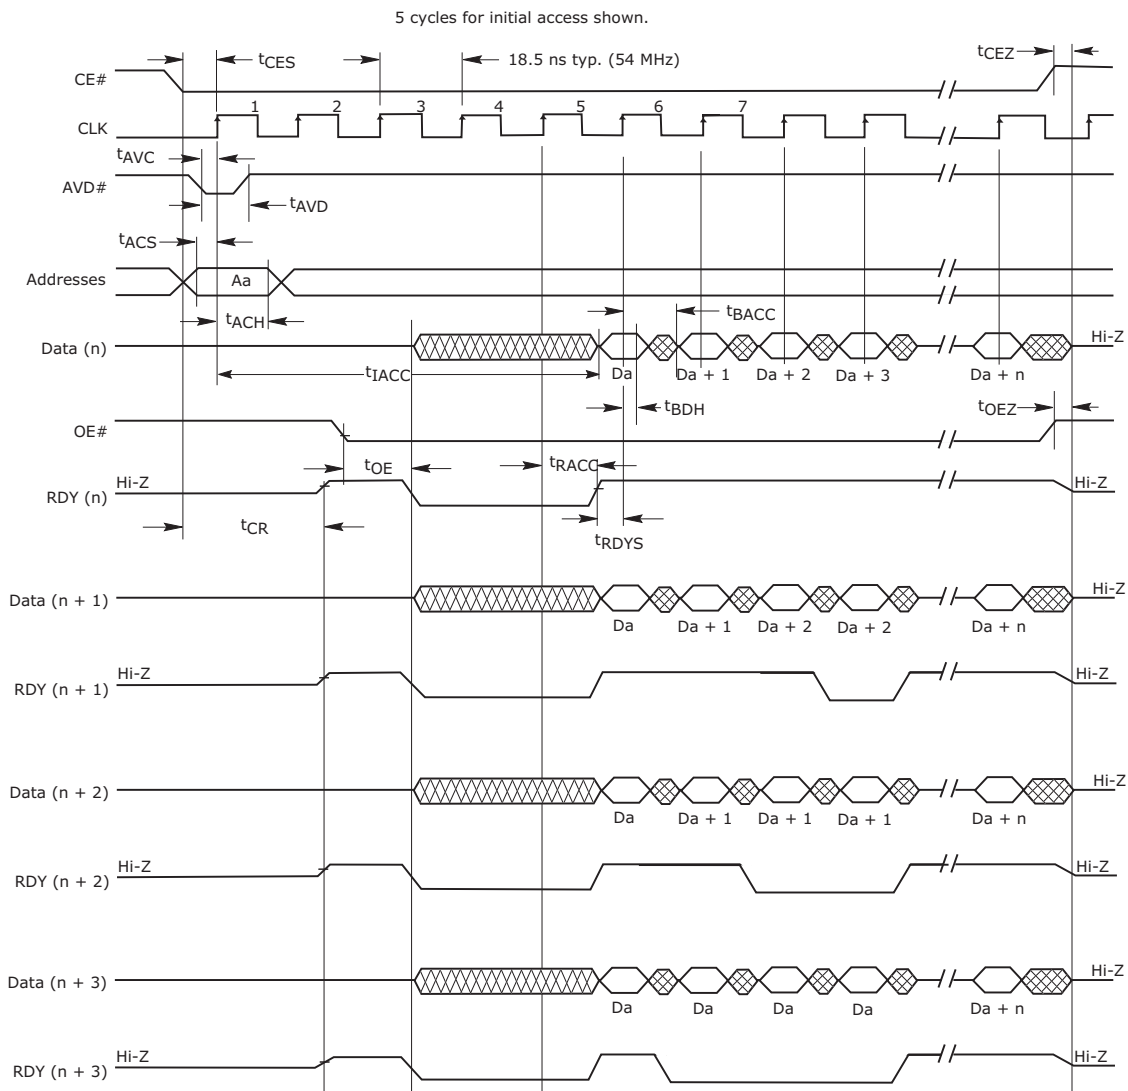 5 cycles for initial access shown.
tCES
18.5 ns typ. (54 MHz)
tCEZ
CE#
1 2 3 4 5 6 7
CLK
tAVC
AVD#
tAVD
tACS
Addresses
Aa
tACH
tBACC
Data (n)
Hi-Z
Da Da + 1 Da + 2 Da + 3 Da + n
tIACC
tBDH
tOEZ
OE#
tOE
tRACC
Hi-Z
Hi-Z
RDY (n)
tCR
tRDYS
Data (n + 1)
Hi-Z
Da Da + 1 Da + 2 Da + 2 Da + n
Hi-Z
Hi-Z
RDY (n + 1)
Data (n + 2)
Hi-Z
Da Da + 1 Da + 1 Da + 1 Da + n
Hi-Z
Hi-Z
RDY (n + 2)
Data (n + 3)
Hi-Z
Da Da Da Da Da + n
Hi-Z
Hi-Z
RDY (n + 3)